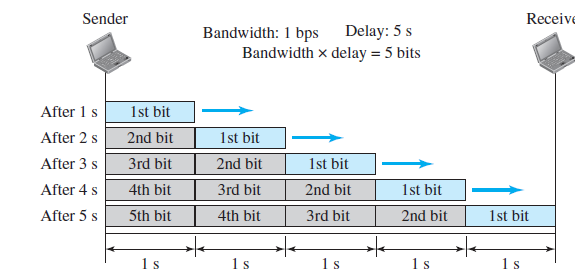 Sender
Receive
Bandwidth: 1 bps Delay: 5 s
Bandwidth × delay = 5 bits
After 1 s 1st bit
After 2 s 2nd bit 1st bit
After 3 s 3rd bit 2nd bit 1st bit
After 4 s 4th bit 3rd bit 2nd bit 1st bit
After 5 s 5th bit 4th bit 3rd bit 2nd bit 1st bit
1 s 1 s 1 s 1 s 1 s